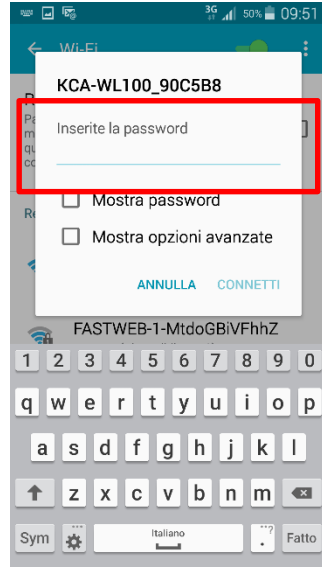 3G 50% 09:51
Wi-Fi
KCA-WL100_90C5B8
Inserite la password
Mostra password
Mostra opzioni avanzate
ANNULLA CONNETTI
FASTWEB-1-MtdoGBiVFhhZ
1 2 3 4 5 6 7 8 9 0
q w e r t y u i o p
a s d f g h j k l
z x c v b n m
Sym Italiano ...? . Fatto